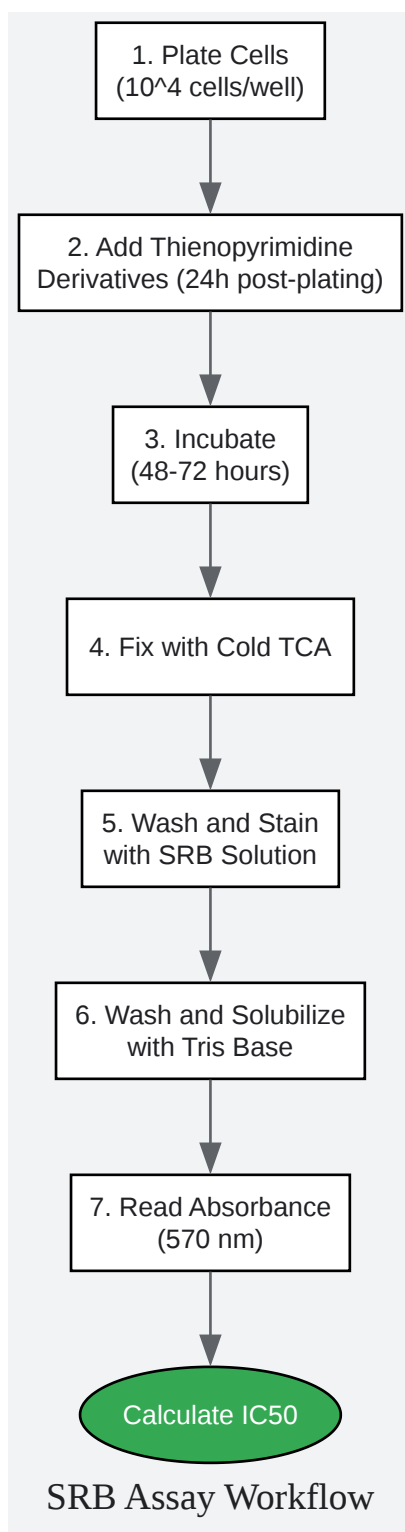 1. Plate Cells
(10^4 cells/well)
2. Add Thienopyrimidine
Derivatives (24h post-plating)
3. Incubate
(48-72 hours)
4. Fix with Cold TCA
5. Wash and Stain
with SRB Solution
6. Wash and Solubilize
with Tris Base
7. Read Absorbance
(570 nm)
Calculate IC50
SRB Assay Workflow